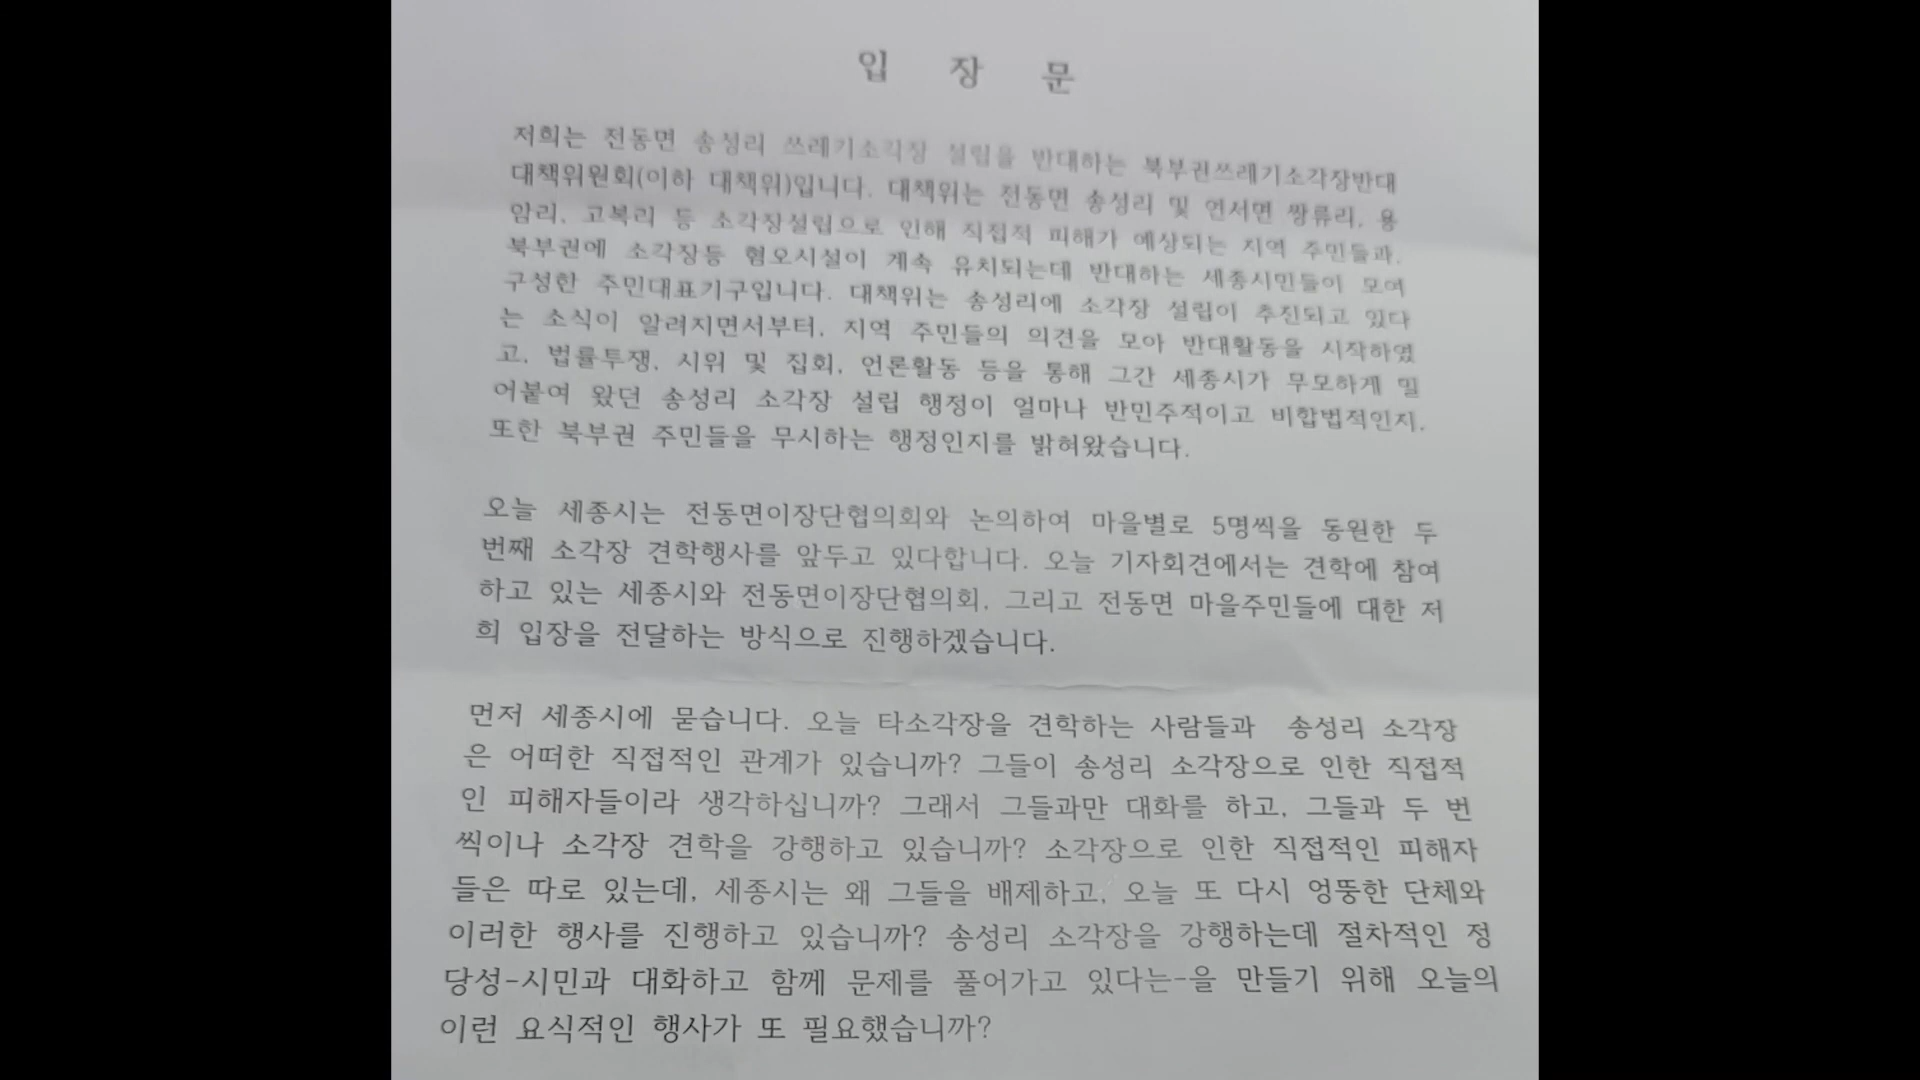 입 장 문
저희는 전동면 송성리 쓰레기소각장 설립을 반대하는 북부권쓰레기소각장반대
대책위원회(이하 대책위)입니다. 대책위는 전동면 송성리 및 연서면 쌍류리, 용
암리, 고복리 등 소각장설립으로 인해 직접적 피해가 예상되는 지역 주민들과,
북부권에 소각장등 혐오시설이 계속 유치되는데 반대하는 세종시민들이 모여
구성한 주민대표기구입니다. 대책위는 송성리에 소각장 설립이 추진되고 있다
는 소식이 알려지면서부터, 지역 주민들의 의견을 모아 반대활동을 시작하였
고, 법률투쟁, 시위 및 집회, 언론활동 등을 통해 그간 세종시가 무모하게 밀
어붙여 왔던 송성리 소각장 설립 행정이 얼마나 반민주적이고 비합법적인지,
또한 북부권 주민들을 무시하는 행정인지를 밝혀왔습니다.
오늘 세종시는 전동면이장단협의회와 논의하여 마을별로 5명씩을 동원한 두
번째 소각장 견학행사를 앞두고 있다합니다. 오늘 기자회견에서는 견학에 참여
하고 있는 세종시와 전동면이장단협의회, 그리고 전동면 마을주민들에 대한 저
희 입장을 전달하는 방식으로 진행하겠습니다.
먼저 세종시에 묻습니다. 오늘 타소각장을 견학하는 사람들과 송성리 소각장
은 어떠한 직접적인 관계가 있습니까? 그들이 송성리 소각장으로 인한 직접적
인 피해자들이라 생각하십니까? 그래서 그들과만 대화를 하고, 그들과 두 번
씩이나 소각장 견학을 강행하고 있습니까? 소각장으로 인한 직접적인 피해자
들은 따로 있는데, 세종시는 왜 그들을 배제하고, 오늘 또 다시 엉뚱한 단체와
이러한 행사를 진행하고 있습니까? 송성리 소각장을 강행하는데 절차적인 정
당성-시민과 대화하고 함께 문제를 풀어가고 있다는-을 만들기 위해 오늘의
이런 요식적인 행사가 또 필요했습니까?